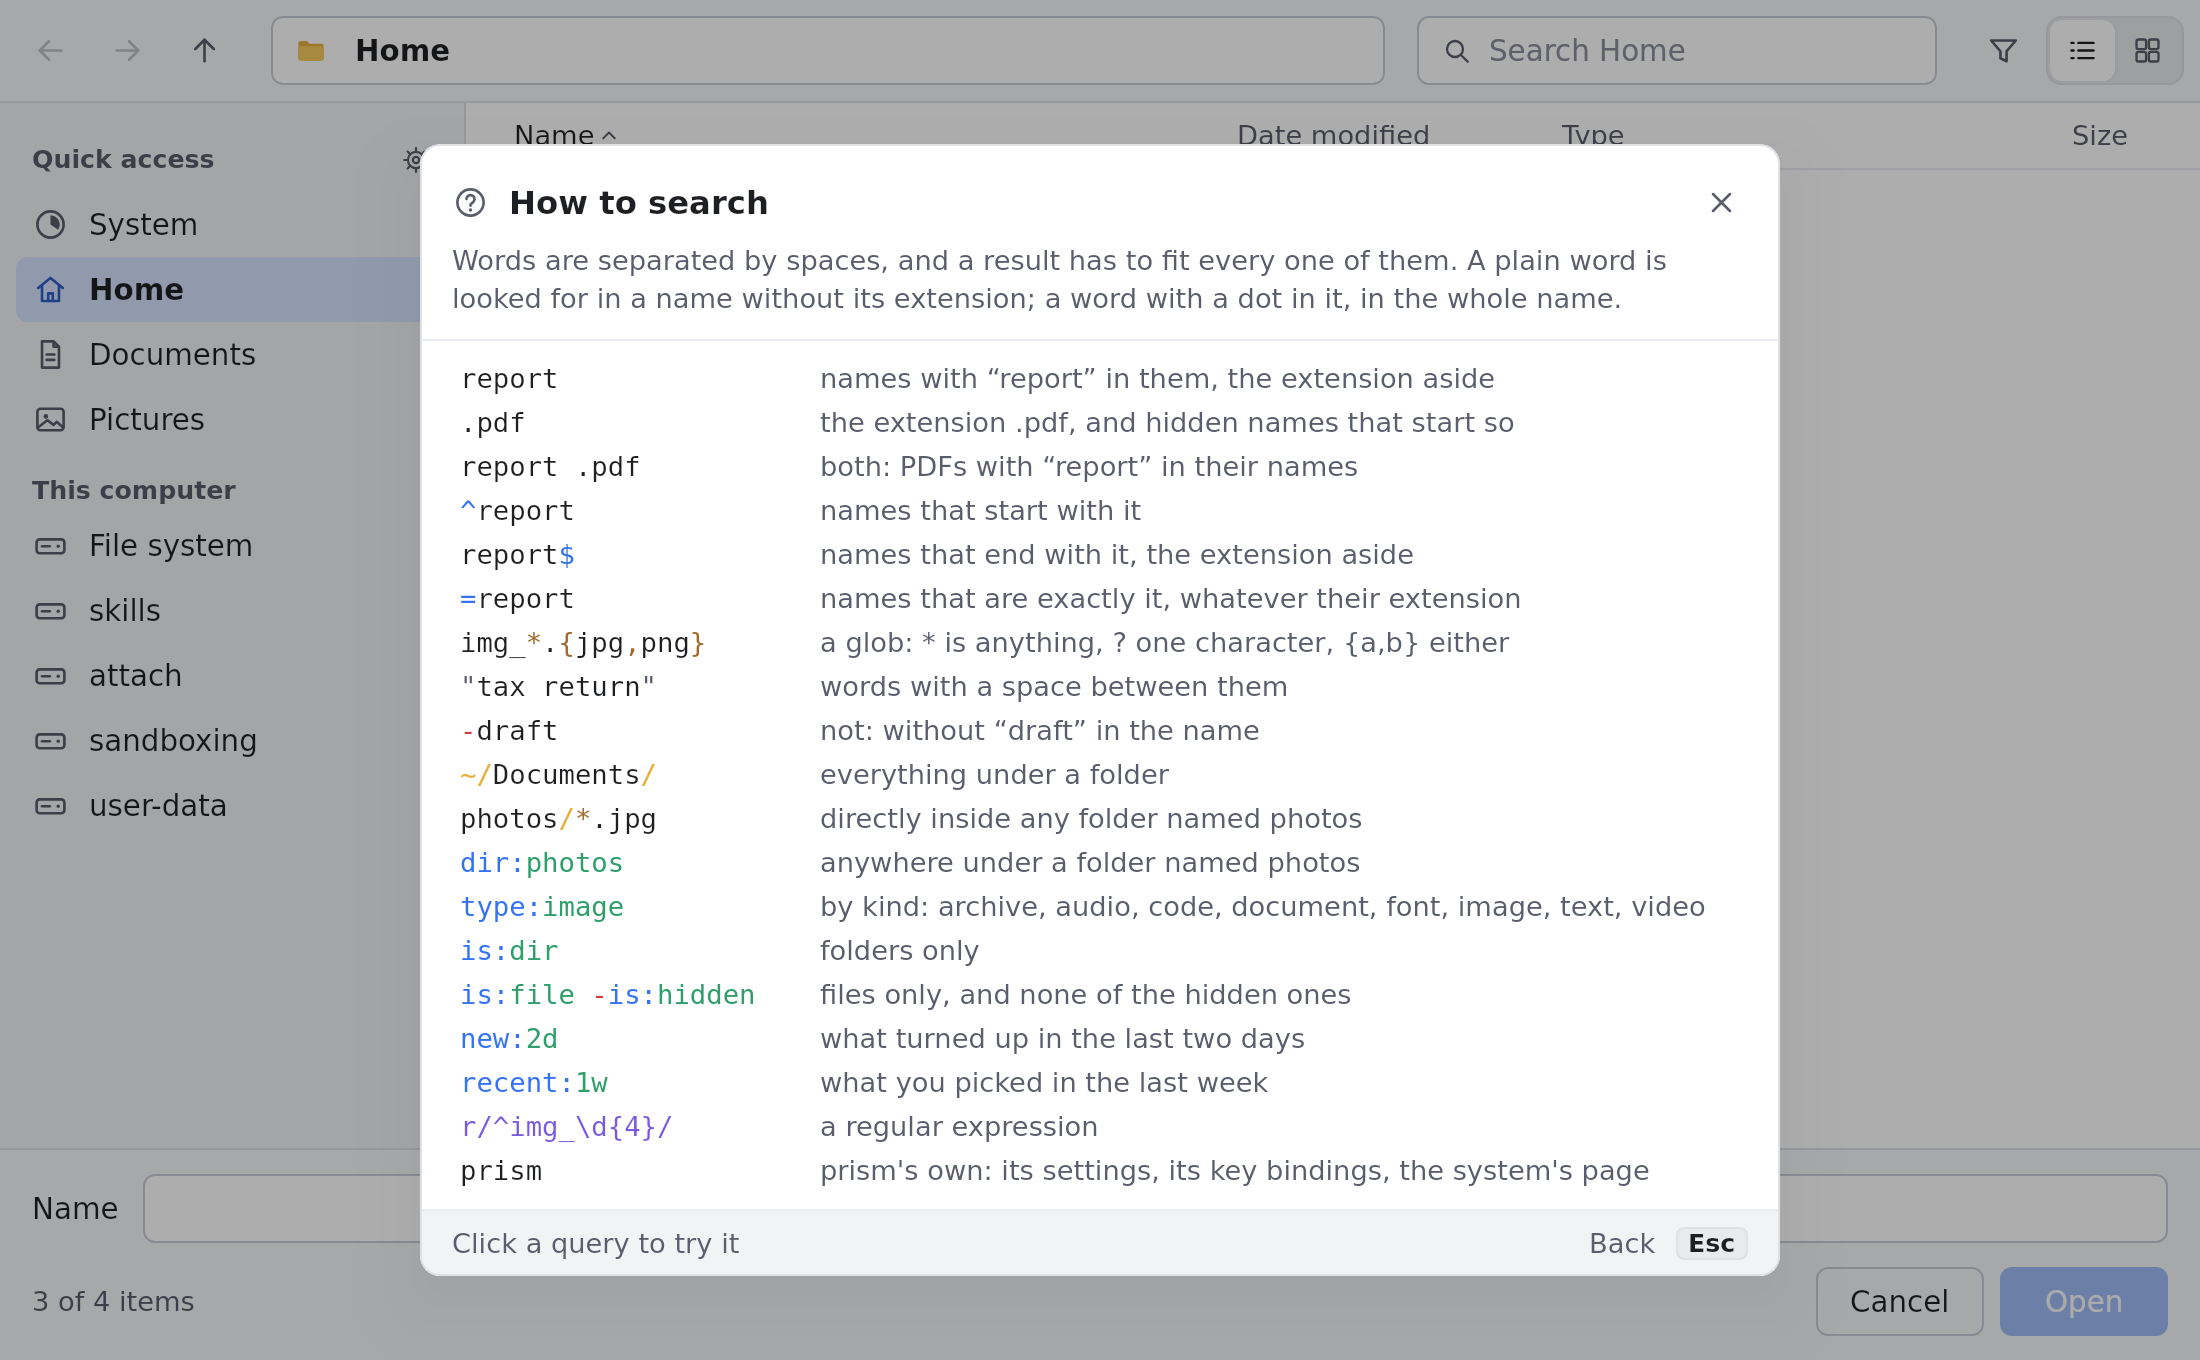 Home
Search Home
Quick access
System
Home
Documents
Pictures
This computer
File system
skills
attach
sandboxing
user-data
Name
Date modified
Type
Size
How to search
Words are separated by spaces, and a result has to fit every one of them. A plain word is
looked for in a name without its extension; a word with a dot in it, in the whole name.
report names with “report” in them, the extension aside
.pdf the extension .pdf, and hidden names that start so
report .pdf both: PDFs with “report” in their names
^report names that start with it
report$ names that end with it, the extension aside
=report names that are exactly it, whatever their extension
img_*.{jpg,png} a glob: * is anything, ? one character, {a,b} either
"tax return" words with a space between them
-draft not: without “draft” in the name
~/Documents/ everything under a folder
photos/*.jpg directly inside any folder named photos
dir:photos anywhere under a folder named photos
type:image by kind: archive, audio, code, document, font, image, text, video
is:dir folders only
is:file -is:hidden files only, and none of the hidden ones
new:2d what turned up in the last two days
recent:1w what you picked in the last week
r/^img_\d{4}/ a regular expression
prism prism's own: its settings, its key bindings, the system's page
Click a query to try it
Back Esc
Name
3 of 4 items
Cancel
Open